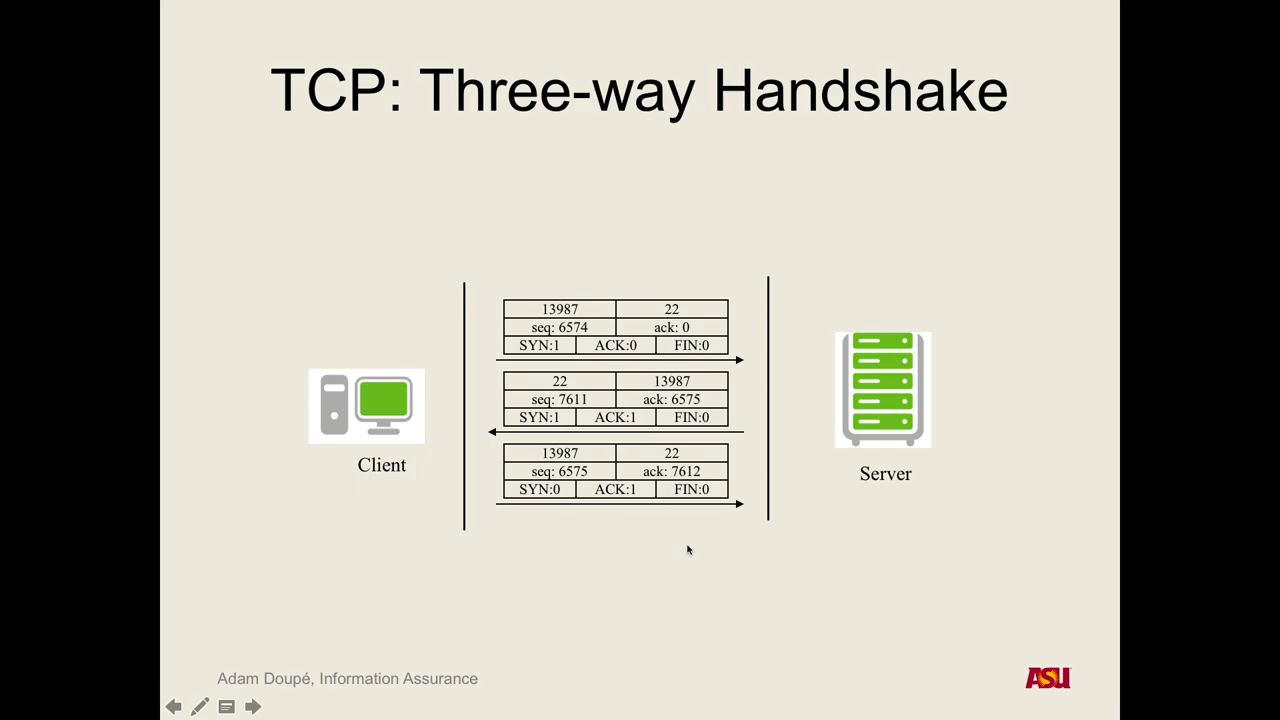 TCP: Three-way Handshake
13987 22
seq: 6574 ack: 0
SYN:1 ACK:0 FIN:0
22 13987
seq: 7611 ack: 6575
SYN:1 ACK:1 FIN:0
13987 22
seq: 6575 ack: 7612
SYN:0 ACK:1 FIN:0
Client
Server
Adam Doupé, Information Assurance
ASU